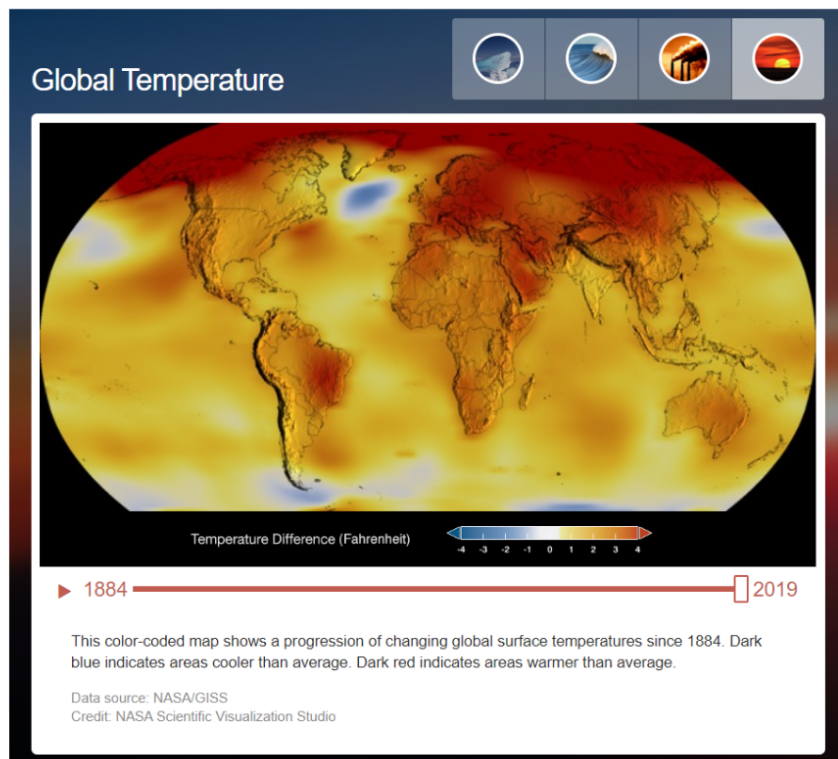 Global Temperature
Temperature Difference (Fahrenheit)
-4 -3 -2 -1 0 1 2 3 4
1884 2019
This color-coded map shows a progression of changing global surface temperatures since 1884. Dark
blue indicates areas cooler than average. Dark red indicates areas warmer than average.
Data source: NASA/GISS
Credit: NASA Scientific Visualization Studio